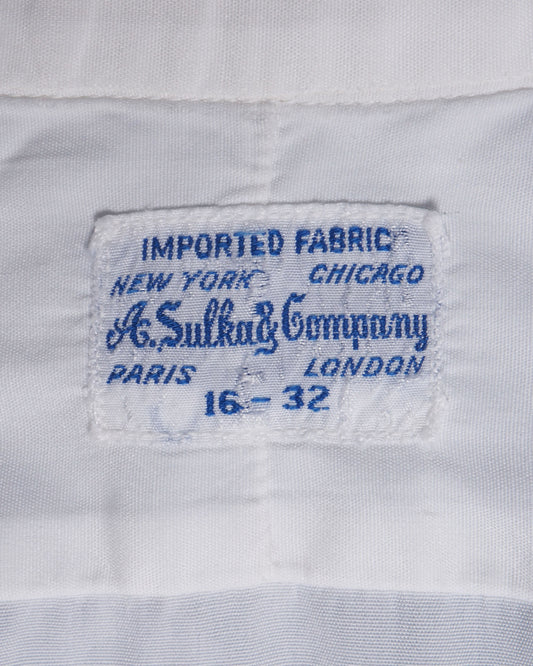 IMPORTED FABRIC
NEW YORK CHICAGO
A. Sulka & Company
PARIS LONDON
16 - 32